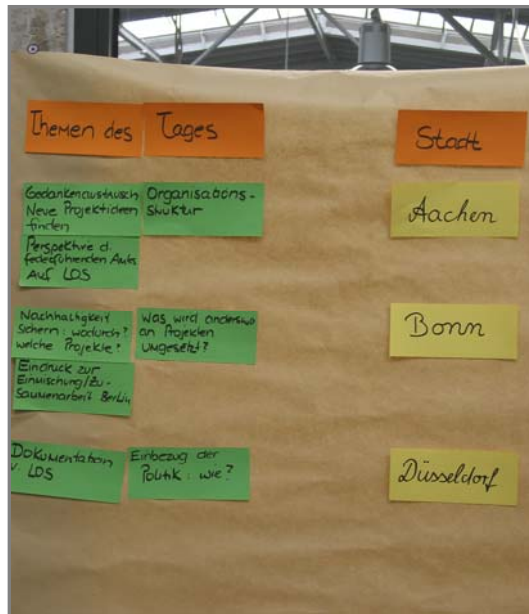 Themen des
Tages
Stadt
Gedankenaustausch
Neue Projektideen
finden
Organisations-
struktur
Aachen
Perspektive d.
federführenden Amts
Auf LOS
Nachhaltigkeit
sichern: wodurch?
welche Projekte?
Was wird anderswo
an Projekten
umgesetzt?
Bonn
Eindruck zur
Einmischung/Zu-
sammenarbeit Berlin
Dokumentation
v. LOS
Einbezug der
Politik: wie?
Düsseldorf